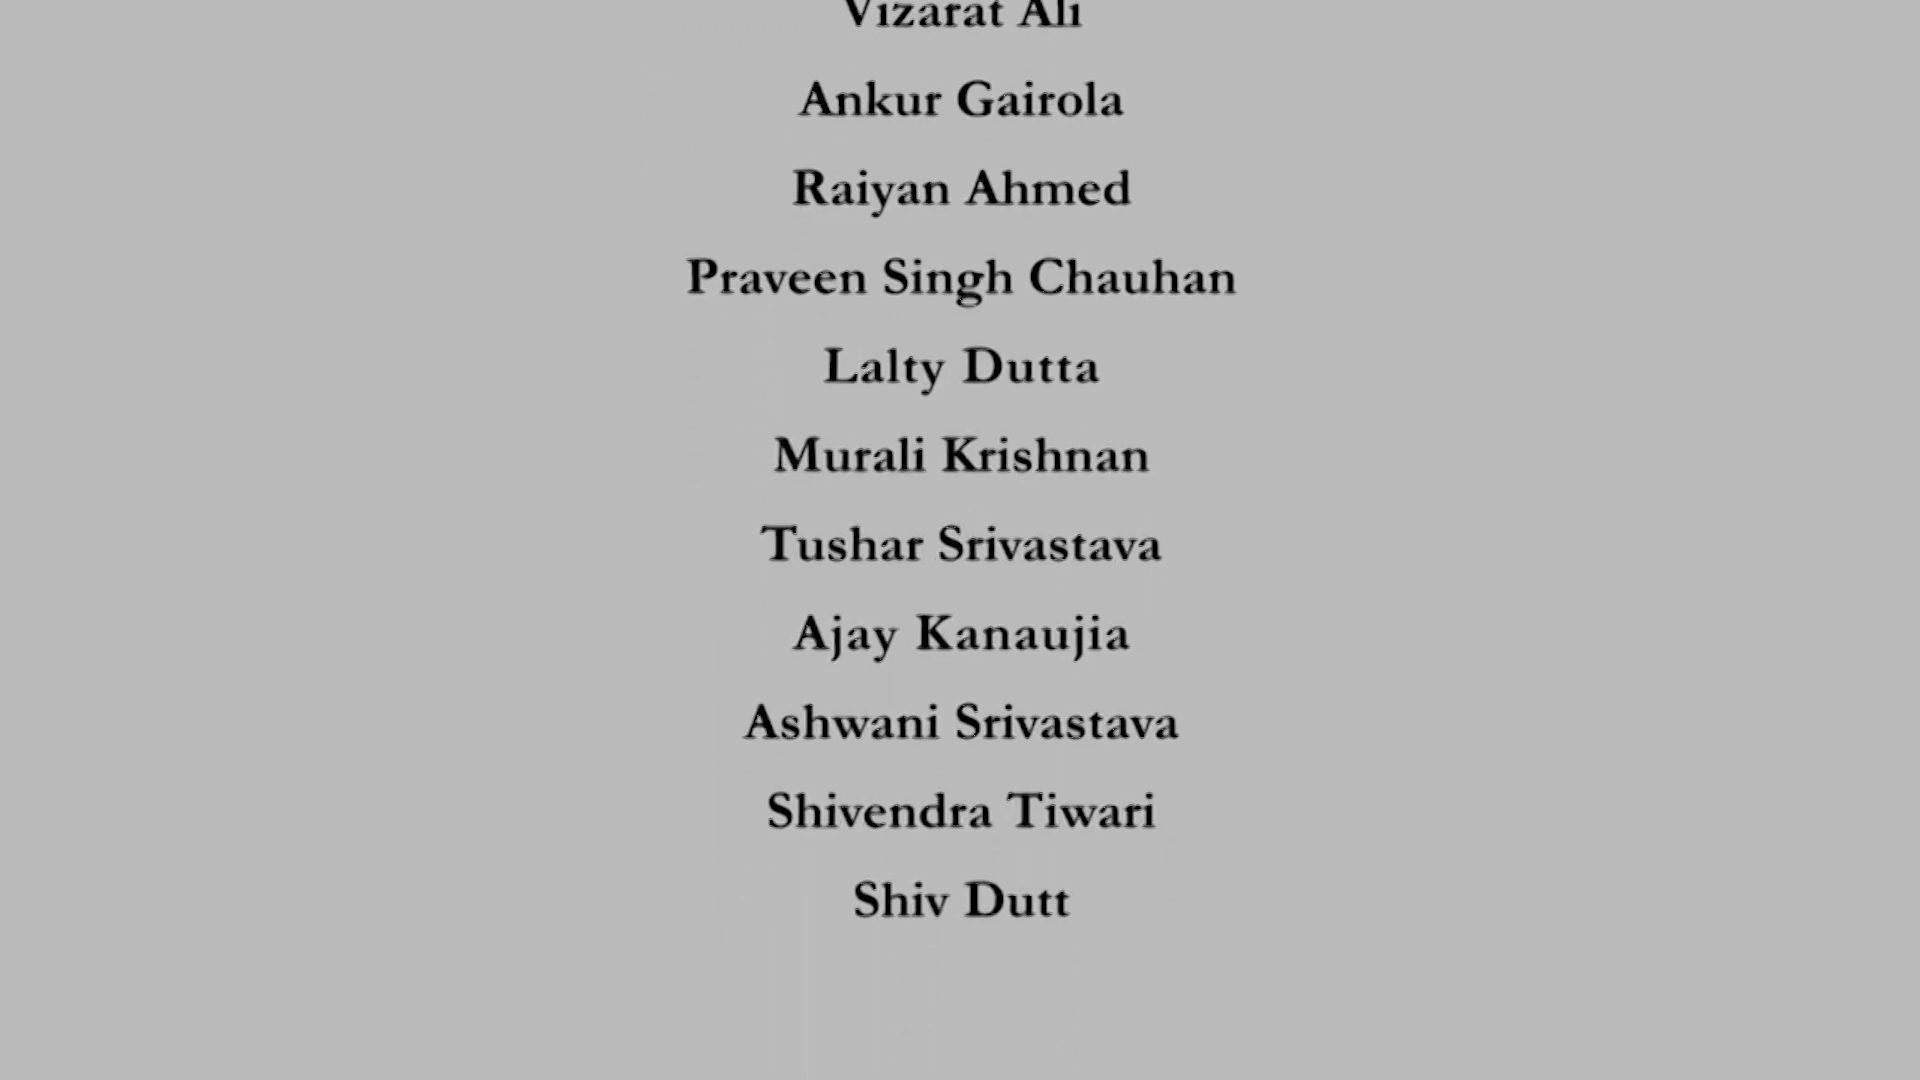 Vizarat Ali
Ankur Gairola
Raiyan Ahmed
Praveen Singh Chauhan
Lalty Dutta
Murali Krishnan
Tushar Srivastava
Ajay Kanaujia
Ashwani Srivastava
Shivendra Tiwari
Shiv Dutt